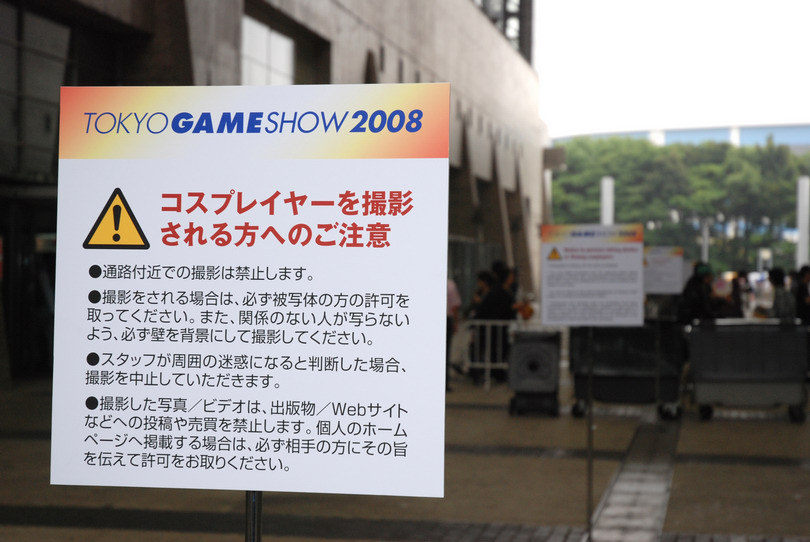 TOKYO GAME SHOW 2008
コスプレイヤーを撮影
される方へのご注意
●通路付近での撮影は禁止します。
●撮影をされる場合は、必ず被写体の方の許可を
取ってください。また、関係のない人が写らない
よう、必ず壁を背景にして撮影してください。
●スタッフが周囲の迷惑になると判断した場合、
撮影を中止していただきます。
●撮影した写真／ビデオは、出版物／Webサイト
などへの投稿や売買を禁止します。個人のホーム
ページへ掲載する場合は、必ず相手の方にその旨
を伝えて許可をお取りください。
TOKYO GAME SHOW 2008